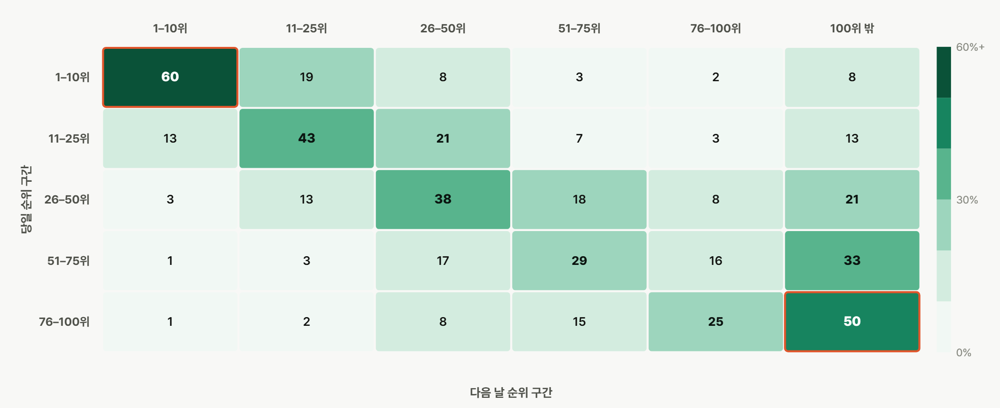 1–10위 11–25위 26–50위 51–75위 76–100위 100위 밖
60%+
1–10위 60 19 8 3 2 8
11–25위 13 43 21 7 3 13
당일 순위 구간
26–50위 3 13 38 18 8 21
30%
51–75위 1 3 17 29 16 33
76–100위 1 2 8 15 25 50
0%
다음 날 순위 구간